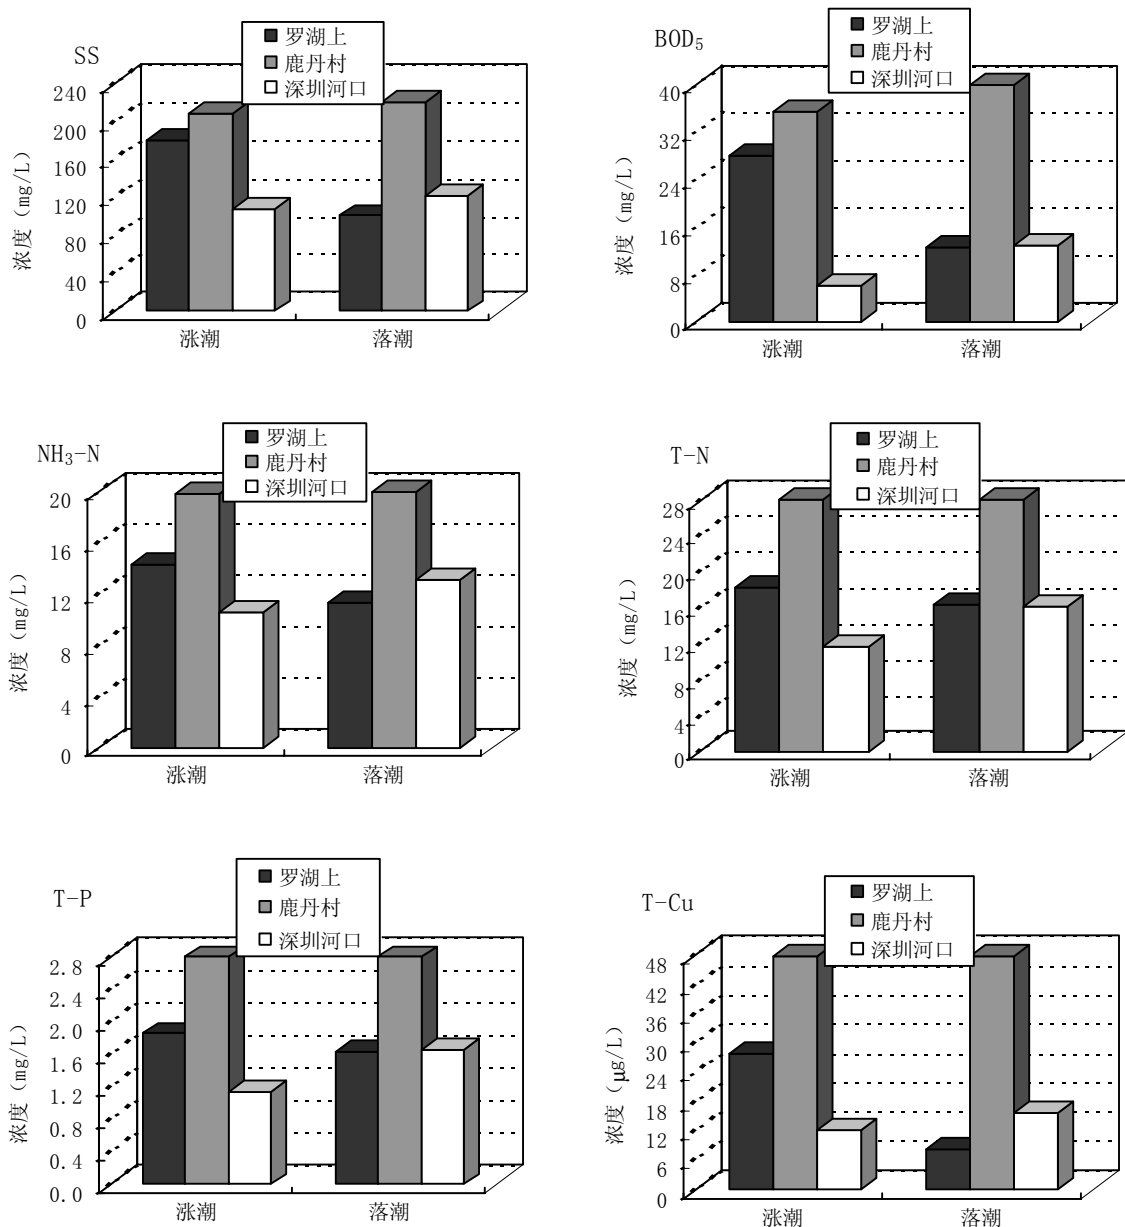 SS
罗湖上
鹿丹村
深圳河口
浓度（mg/L）
240
200
160
120
80
40
0
涨潮
落潮
BOD₅
罗湖上
鹿丹村
深圳河口
浓度（mg/L）
40
32
24
16
8
0
涨潮
落潮
NH₃-N
罗湖上
鹿丹村
深圳河口
浓度（mg/L）
20
16
12
8
4
0
涨潮
落潮
T-N
罗湖上
鹿丹村
深圳河口
浓度（mg/L）
28
24
20
16
12
8
4
0
涨潮
落潮
T-P
罗湖上
鹿丹村
深圳河口
浓度（mg/L）
2.8
2.4
2.0
1.6
1.2
0.8
0.4
0.0
涨潮
落潮
T-Cu
罗湖上
鹿丹村
深圳河口
浓度（μg/L）
48
42
36
30
24
18
12
6
0
涨潮
落潮